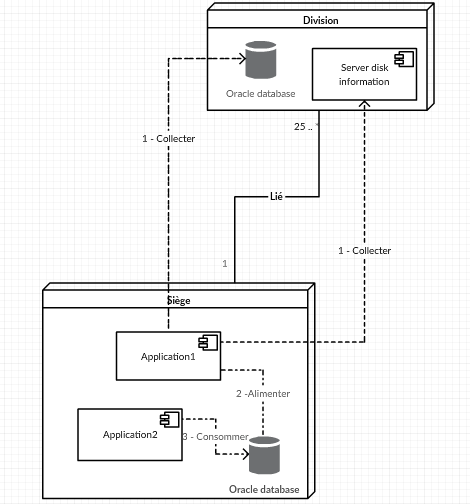 Division
Server disk
information
Oracle database
25 .. *
1 - Collecter
Lié
1 - Collecter
1
Siège
Application1
2 -Alimenter
Application2
3 - Consommer
Oracle database